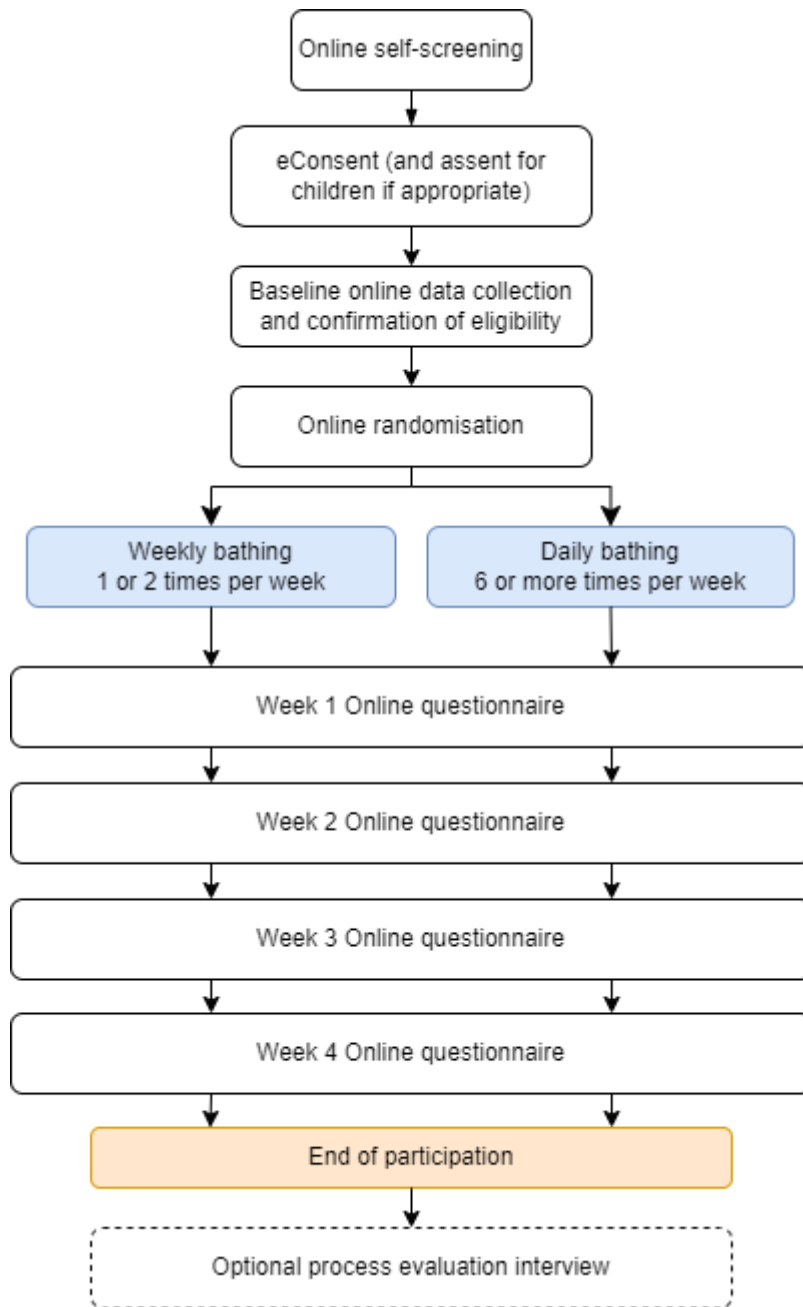 Online self-screening
eConsent (and assent for
children if appropriate)
Baseline online data collection
and confirmation of eligibility
Online randomisation
Weekly bathing
1 or 2 times per week
Daily bathing
6 or more times per week
Week 1 Online questionnaire
Week 2 Online questionnaire
Week 3 Online questionnaire
Week 4 Online questionnaire
End of participation
Optional process evaluation interview